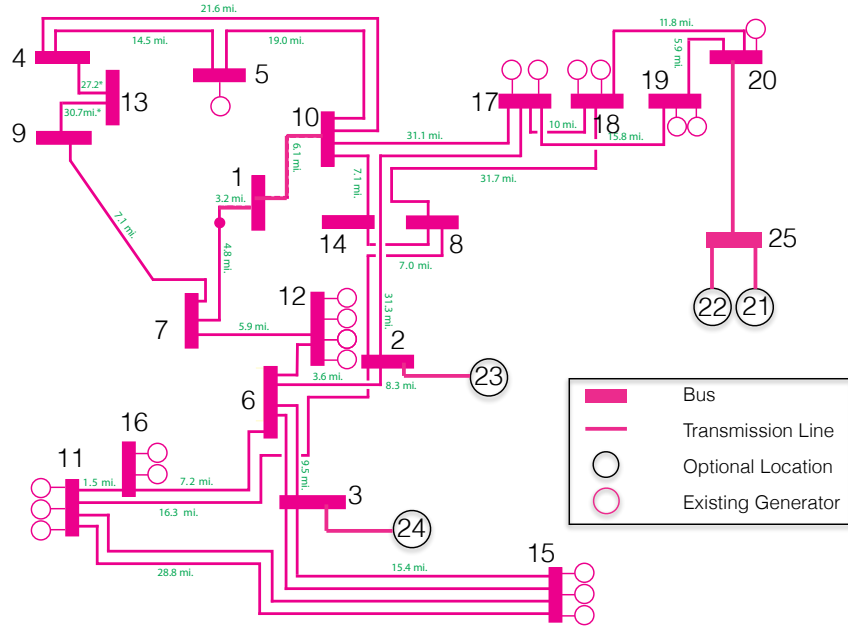 21.6 mi.
14.5 mi.
19.0 mi.
11.8 mi.
5.9 mi.
4
5
20
27.2*
13
30.7mi.*
9
10
17
18
19
10 mi.
15.8 mi.
31.1 mi.
6.1 mi.
7.1 mi.
31.7 mi.
1
3.2 mi.
14
8
25
7.1 mi.
4.8 mi.
7.0 mi.
22
21
12
31.3 mi.
7
5.9 mi.
2
3.6 mi.
8.3 mi.
23
6
Bus
16
Transmission Line
11
9.5 mi.
Optional Location
1.5 mi.
7.2 mi.
3
Existing Generator
16.3 mi.
24
15
28.8 mi.
15.4 mi.